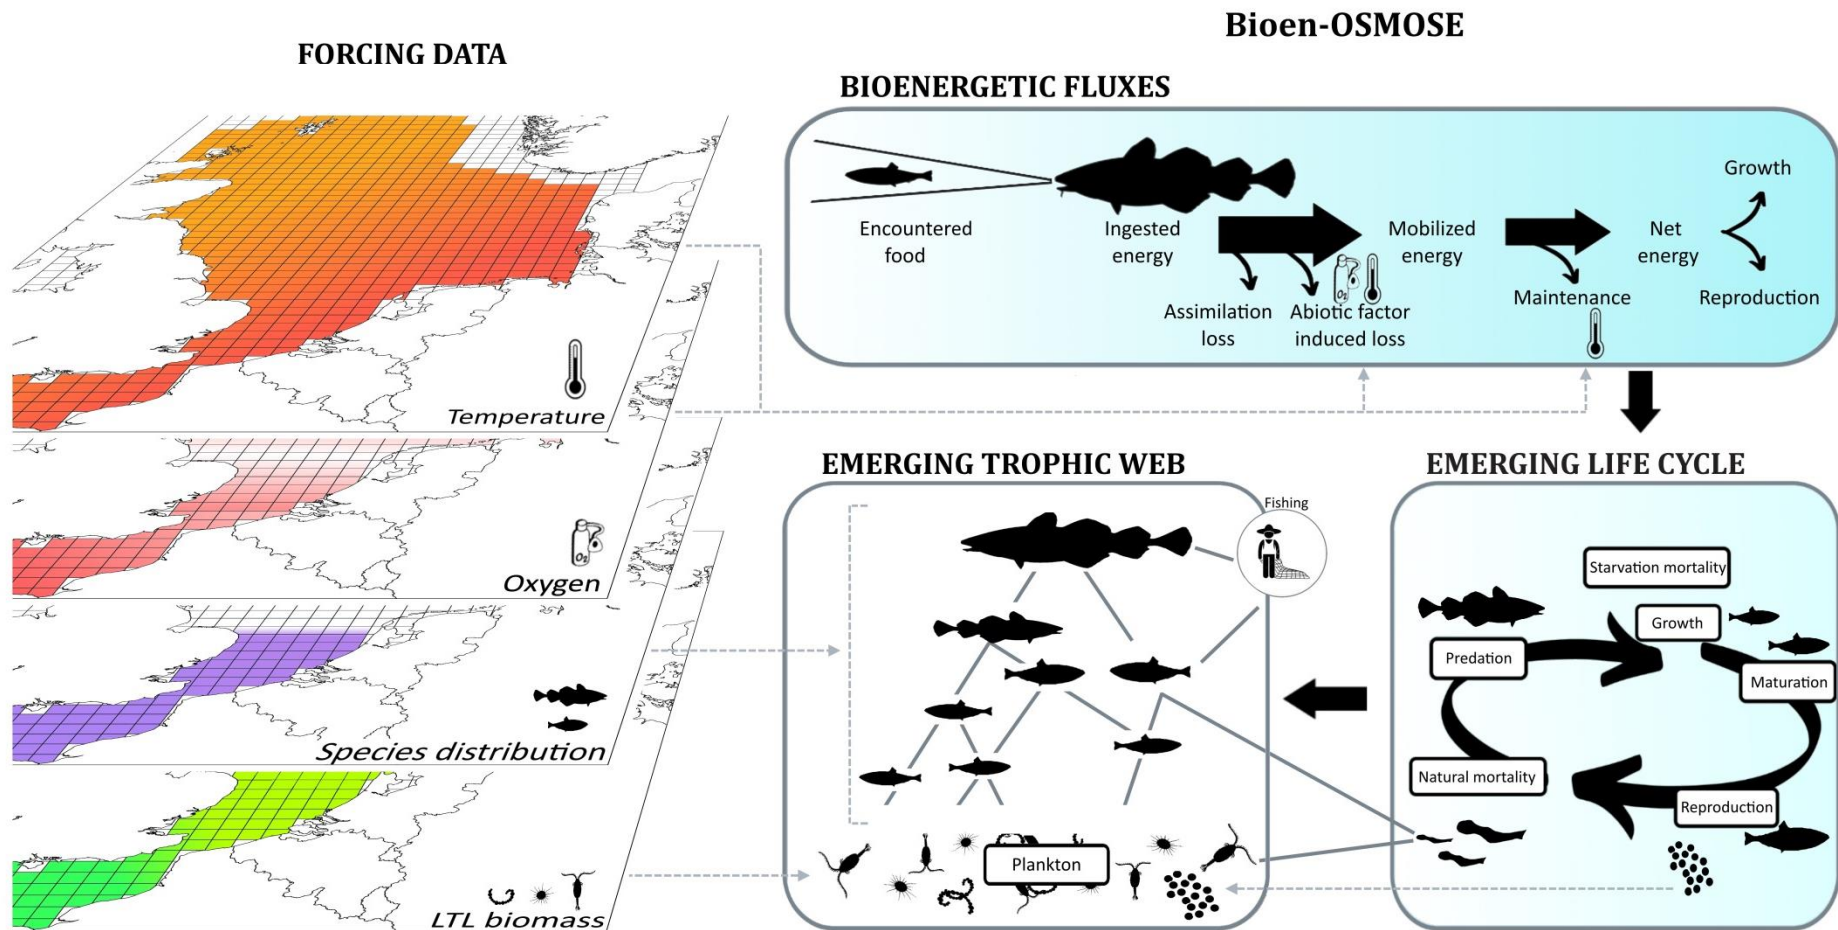 Bioen-OSMOSE
FORCING DATA
Temperature
O₂
Oxygen
Species distribution
LTL biomass
BIOENERGETIC FLUXES
Encountered
food
Ingested
energy
Assimilation
loss
O₂
Abiotic factor
induced loss
Mobilized
energy
Maintenance
Net
energy
Growth
Reproduction
EMERGING TROPHIC WEB
Fishing
Plankton
EMERGING LIFE CYCLE
Starvation mortality
Growth
Predation
Maturation
Natural mortality
Reproduction